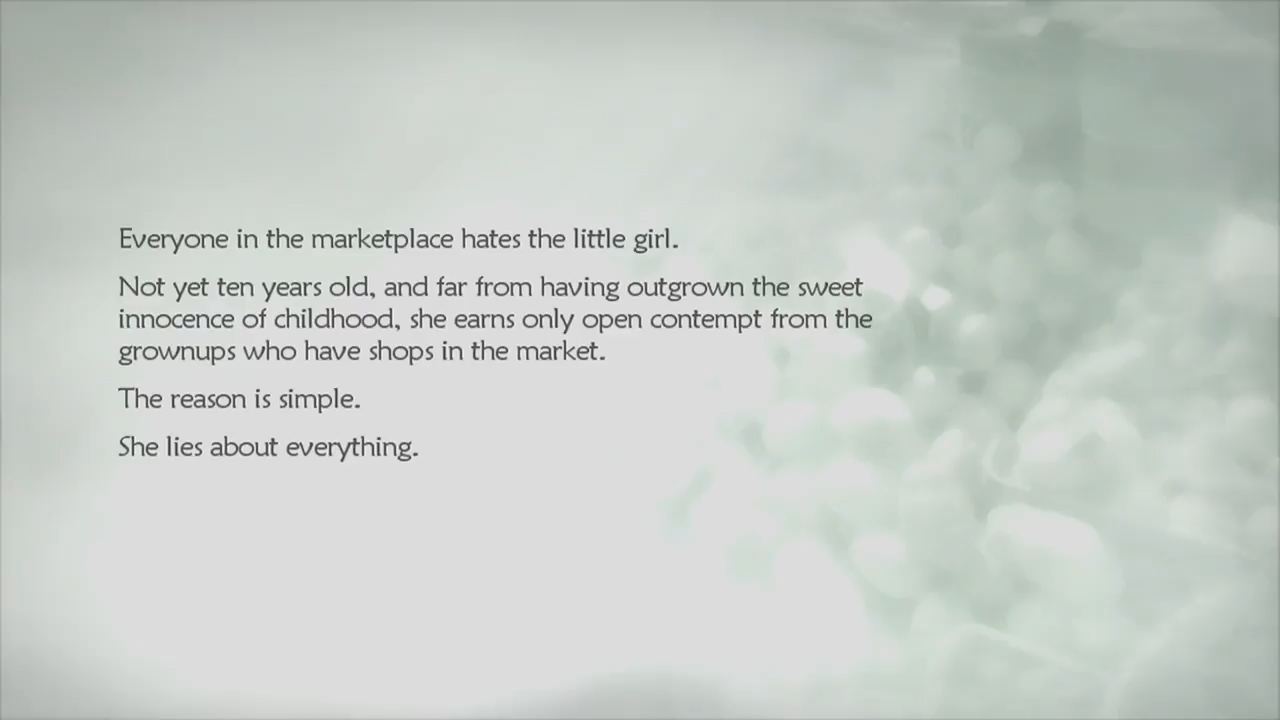 Everyone in the marketplace hates the little girl.
Not yet ten years old, and far from having outgrown the sweet
innocence of childhood, she earns only open contempt from the
grownups who have shops in the market.
The reason is simple.
She lies about everything.